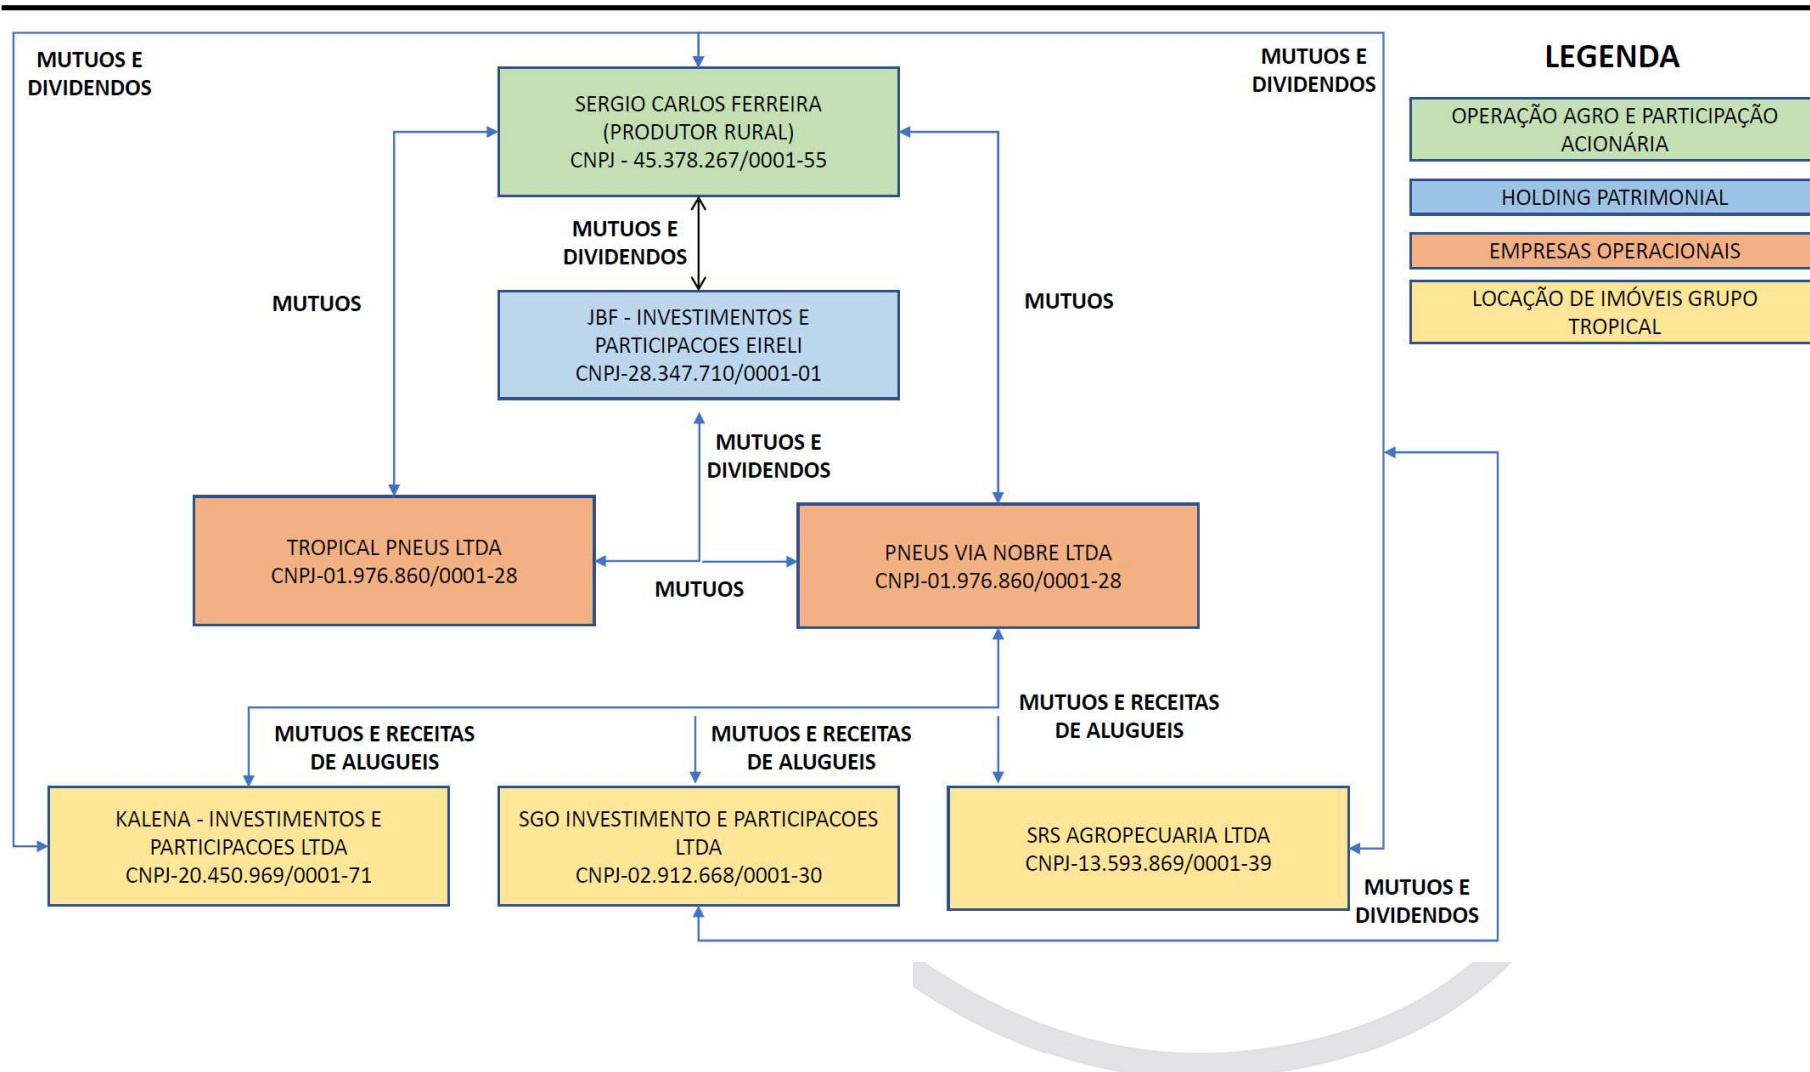 MUTUOS E
DIVIDENDOS
MUTUOS E
DIVIDENDOS
LEGENDA
SERGIO CARLOS FERREIRA
(PRODUTOR RURAL)
CNPJ - 45.378.267/0001-55
OPERAÇÃO AGRO E PARTICIPAÇÃO
ACIONÁRIA
HOLDING PATRIMONIAL
EMPRESAS OPERACIONAIS
LOCAÇÃO DE IMÓVEIS GRUPO
TROPICAL
MUTUOS E
DIVIDENDOS
MUTUOS
MUTUOS
JBF - INVESTIMENTOS E
PARTICIPACOES EIRELI
CNPJ-28.347.710/0001-01
MUTUOS E
DIVIDENDOS
TROPICAL PNEUS LTDA
CNPJ-01.976.860/0001-28
MUTUOS
PNEUS VIA NOBRE LTDA
CNPJ-01.976.860/0001-28
MUTUOS E RECEITAS
DE ALUGUEIS
MUTUOS E RECEITAS
DE ALUGUEIS
MUTUOS E RECEITAS
DE ALUGUEIS
KALENA - INVESTIMENTOS E
PARTICIPACOES LTDA
CNPJ-20.450.969/0001-71
SGO INVESTIMENTO E PARTICIPACOES
LTDA
CNPJ-02.912.668/0001-30
SRS AGROPECUARIA LTDA
CNPJ-13.593.869/0001-39
MUTUOS E
DIVIDENDOS